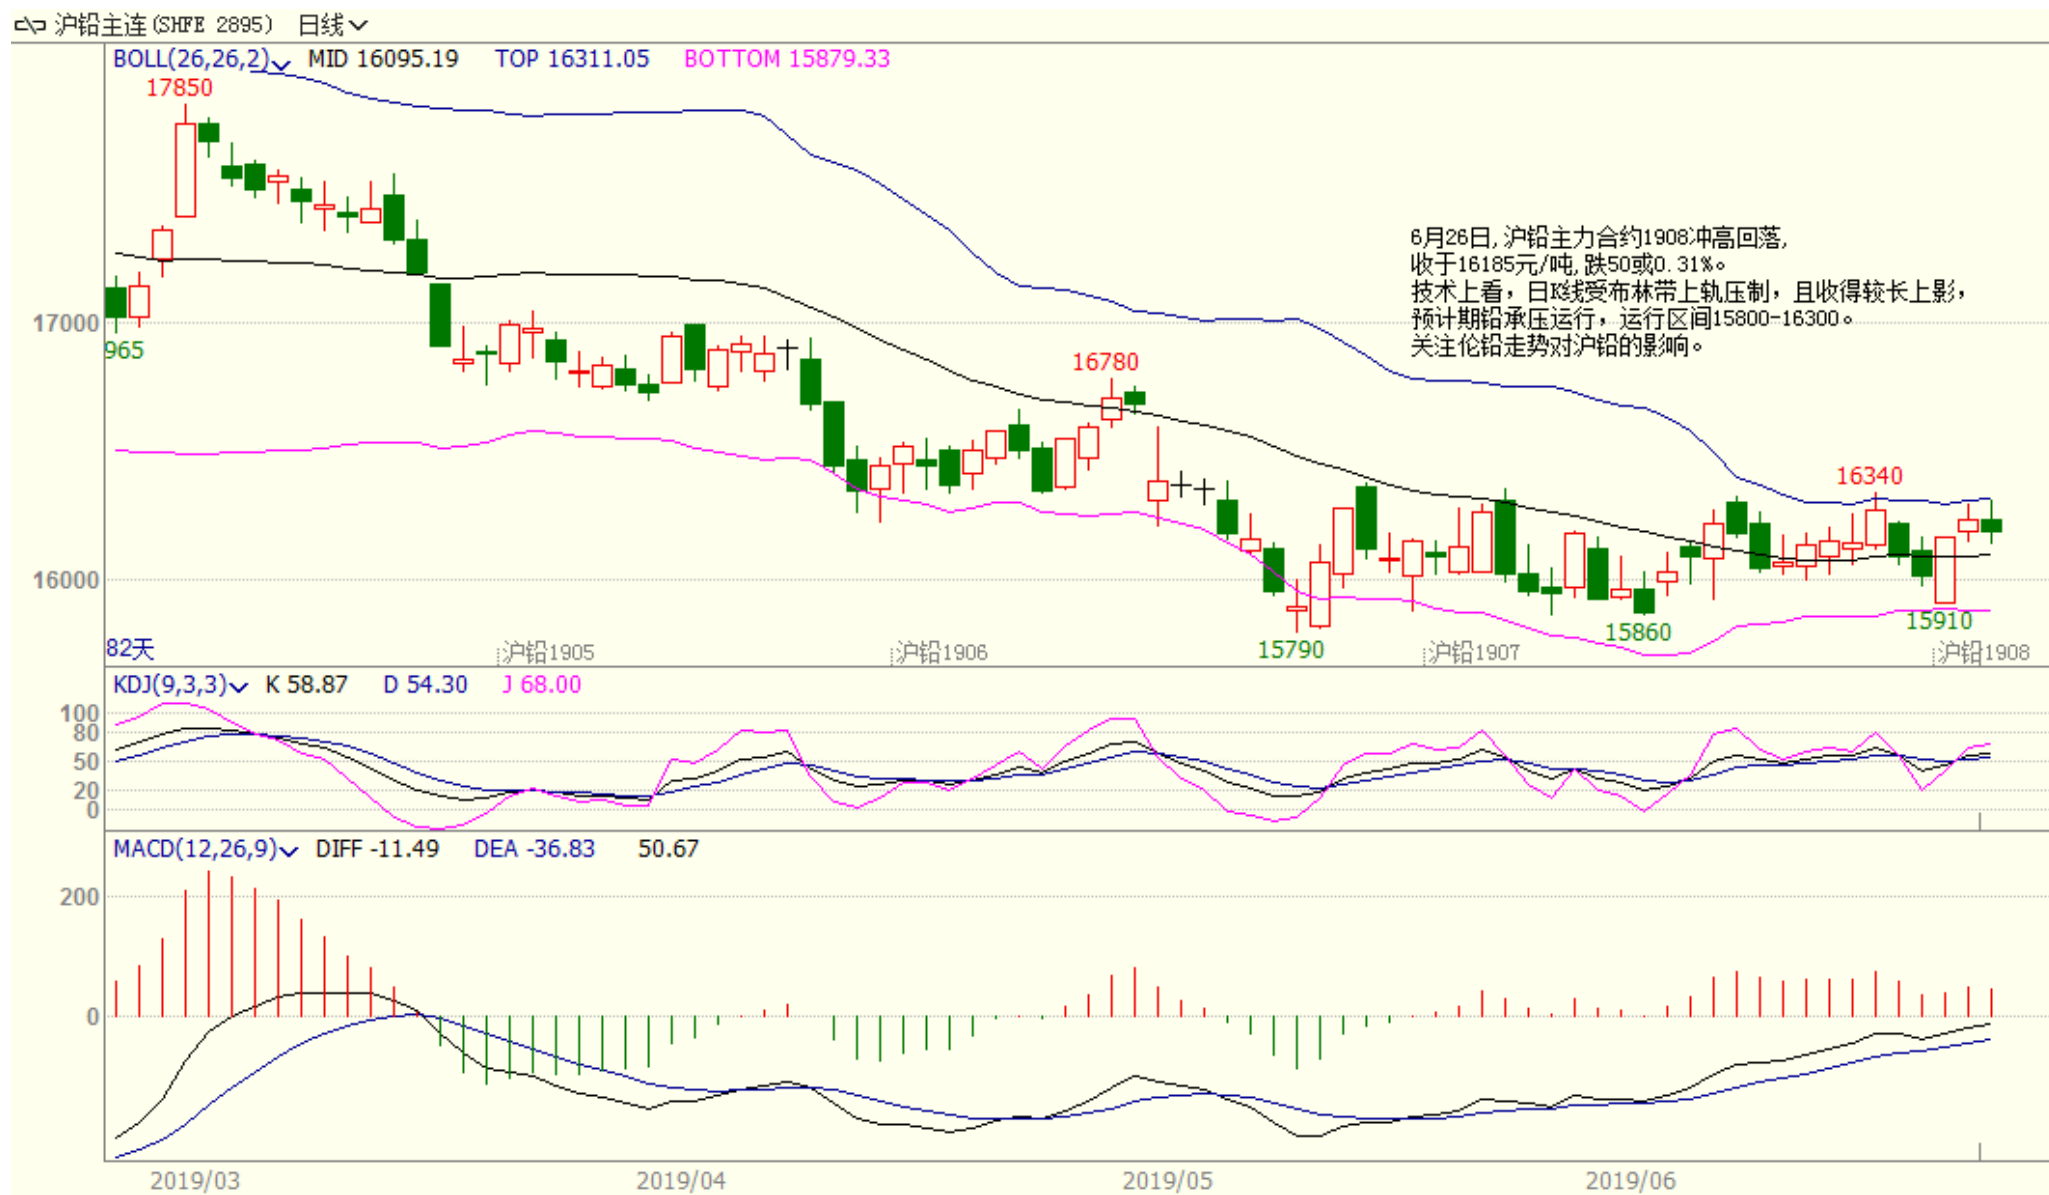 沪铅主连(SHFE 2895) 日线
BOLL(26,26,2) MID 16095.19 TOP 16311.05 BOTTOM 15879.33
17850
6月26日,沪铅主力合约1908冲高回落,
收于16185元/吨,跌50或0.31%。
技术上看，日K线受布林带上轨压制，且收得较长上影，
预计期铅承压运行，运行区间15800-16300。
关注伦铅走势对沪铅的影响。
17000
965
16780
16340
16000
15910
15860
15790
82天
沪铅1905
沪铅1906
沪铅1907
沪铅1908
KDJ(9,3,3) K 58.87 D 54.30 J 68.00
100
80
50
20
0
MACD(12,26,9) DIFF -11.49 DEA -36.83 50.67
200
0
2019/03 2019/04 2019/05 2019/06